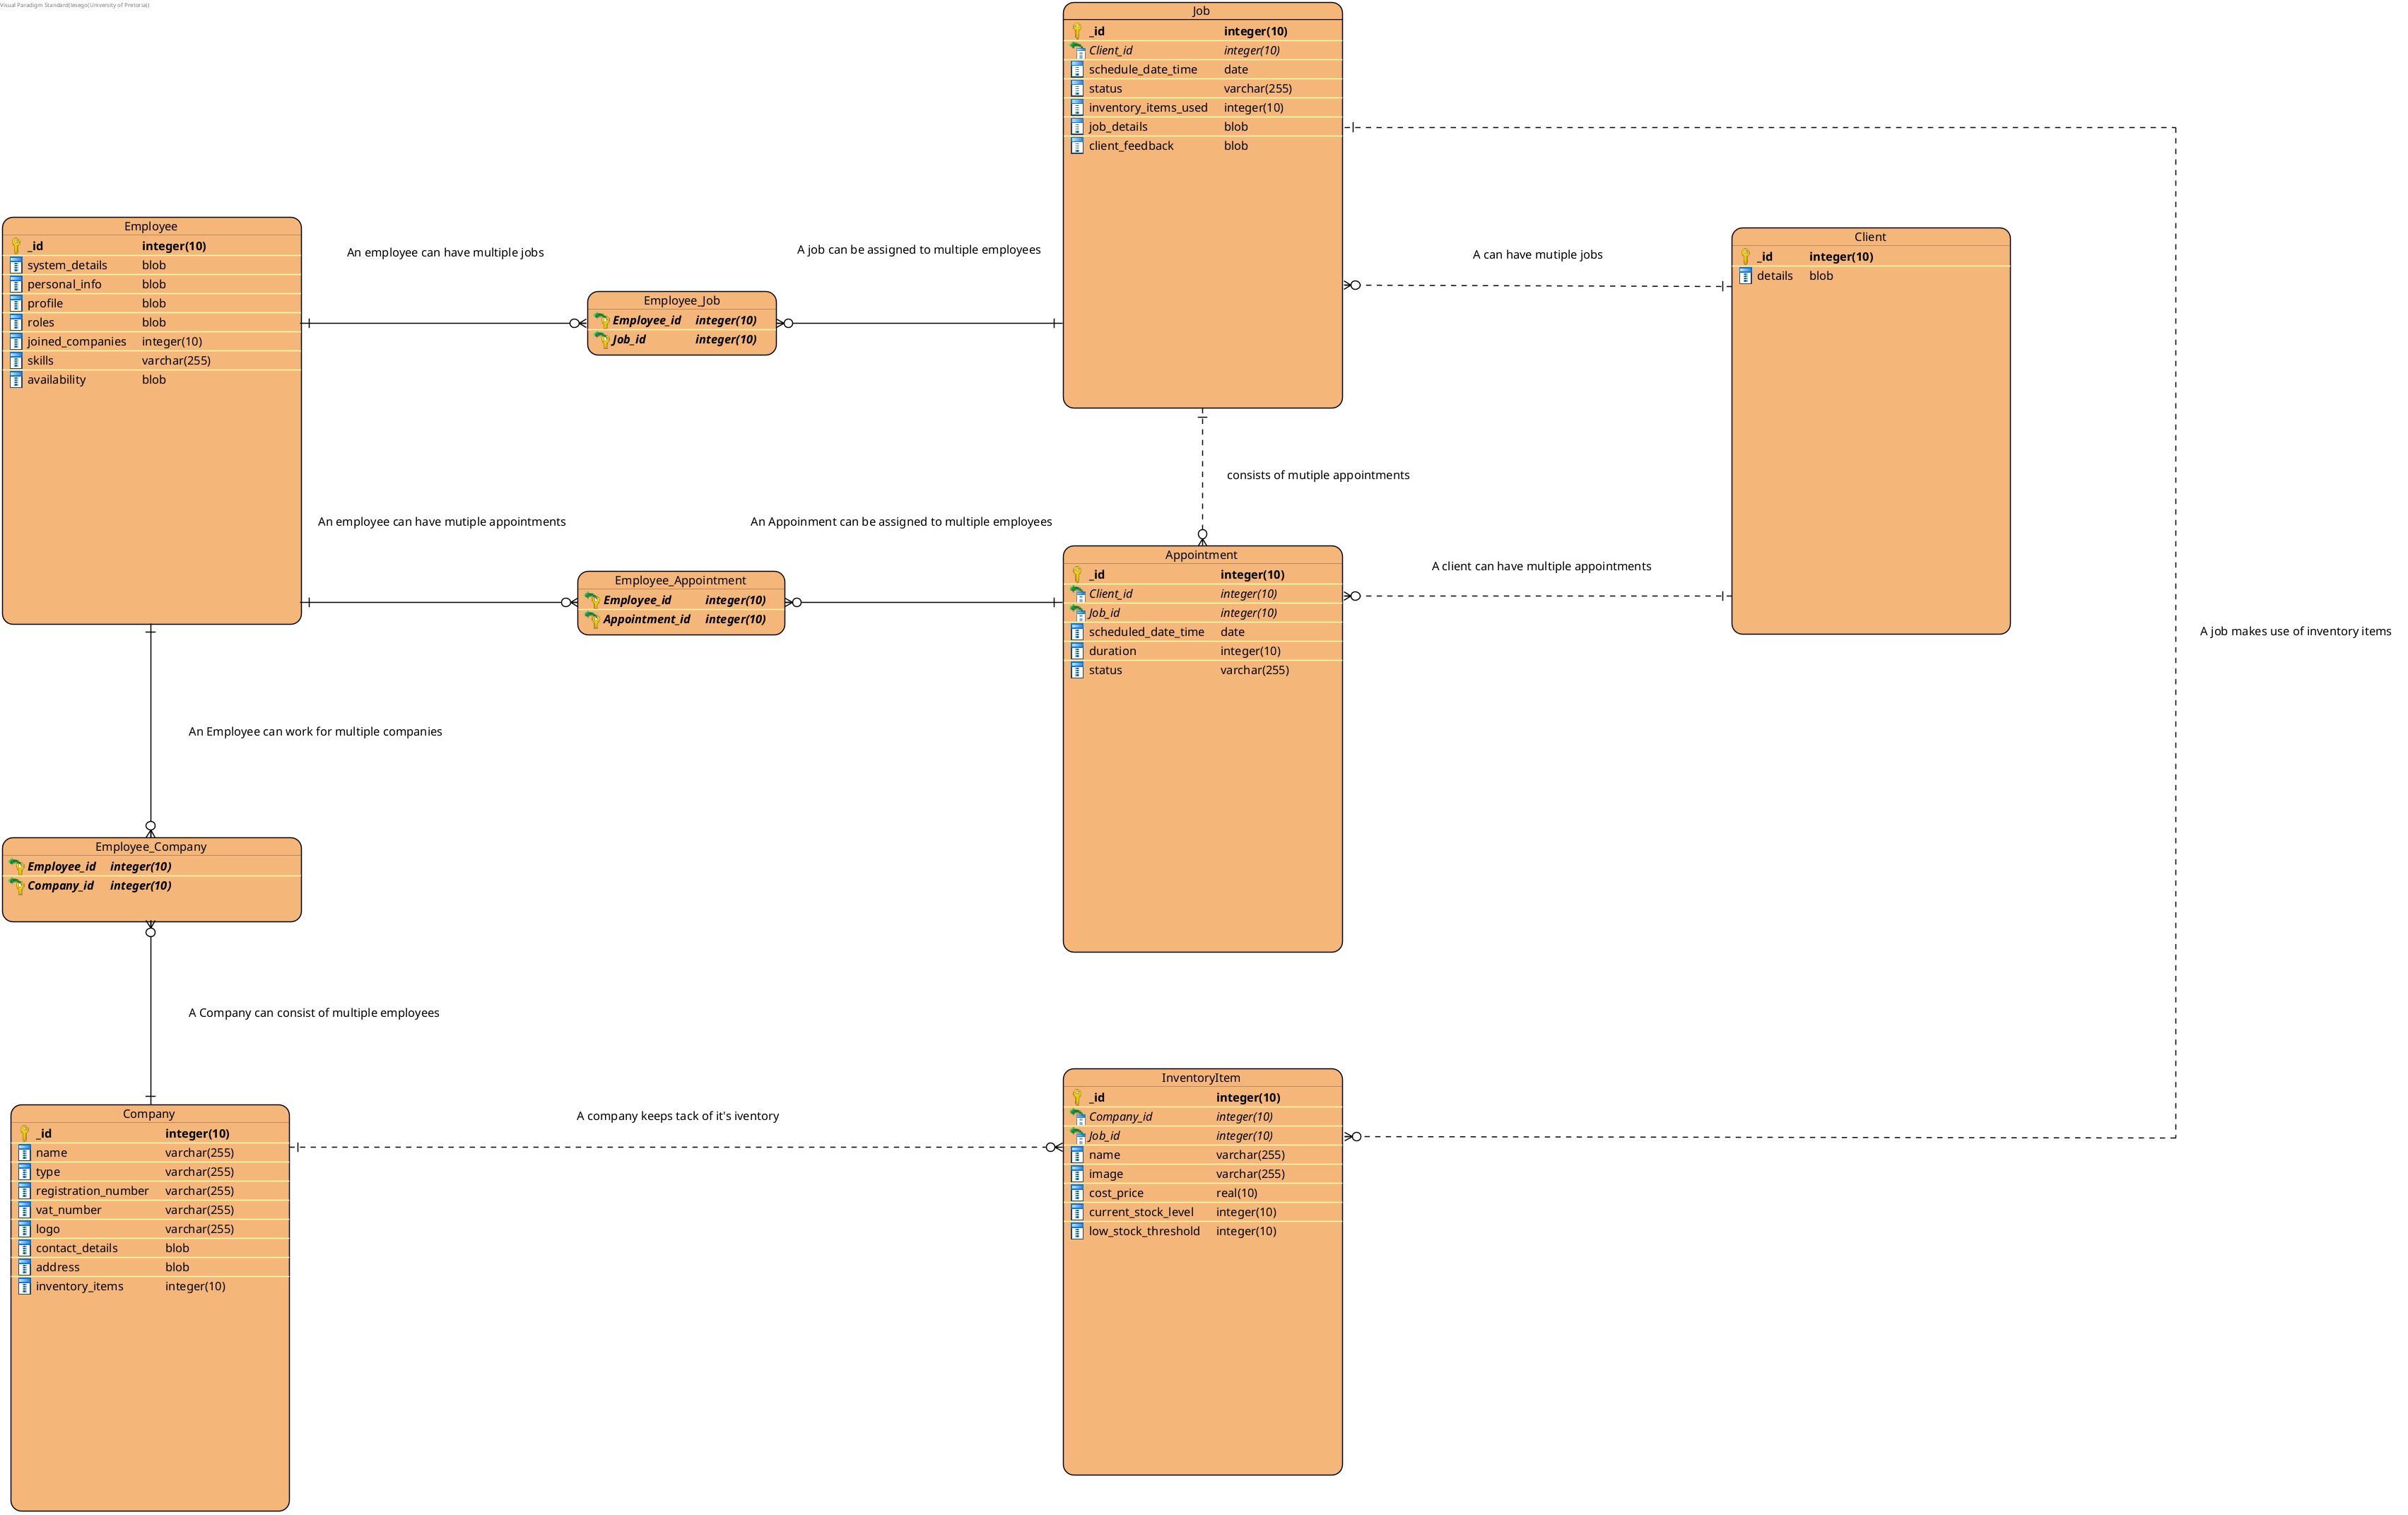 Visual Paradigm Standard(lesego(University of Pretoria))
Job
_id integer(10)
Client_id integer(10)
schedule_date_time date
status varchar(255)
inventory_items_used integer(10)
job_details blob
client_feedback blob
Employee
_id integer(10)
system_details blob
personal_info blob
profile blob
roles blob
joined_companies integer(10)
skills varchar(255)
availability blob
An employee can have multiple jobs
A job can be assigned to multiple employees
Employee_Job
Employee_id integer(10)
Job_id integer(10)
A can have mutiple jobs
Client
_id integer(10)
details blob
consists of mutiple appointments
An employee can have mutiple appointments
An Appoinment can be assigned to multiple employees
Employee_Appointment
Employee_id integer(10)
Appointment_id integer(10)
Appointment
_id integer(10)
Client_id integer(10)
Job_id integer(10)
scheduled_date_time date
duration integer(10)
status varchar(255)
A client can have multiple appointments
A job makes use of inventory items
An Employee can work for multiple companies
Employee_Company
Employee_id integer(10)
Company_id integer(10)
A Company can consist of multiple employees
Company
_id integer(10)
name varchar(255)
type varchar(255)
registration_number varchar(255)
vat_number varchar(255)
logo varchar(255)
contact_details blob
address blob
inventory_items integer(10)
A company keeps tack of it's iventory
InventoryItem
_id integer(10)
Company_id integer(10)
Job_id integer(10)
name varchar(255)
image varchar(255)
cost_price real(10)
current_stock_level integer(10)
low_stock_threshold integer(10)